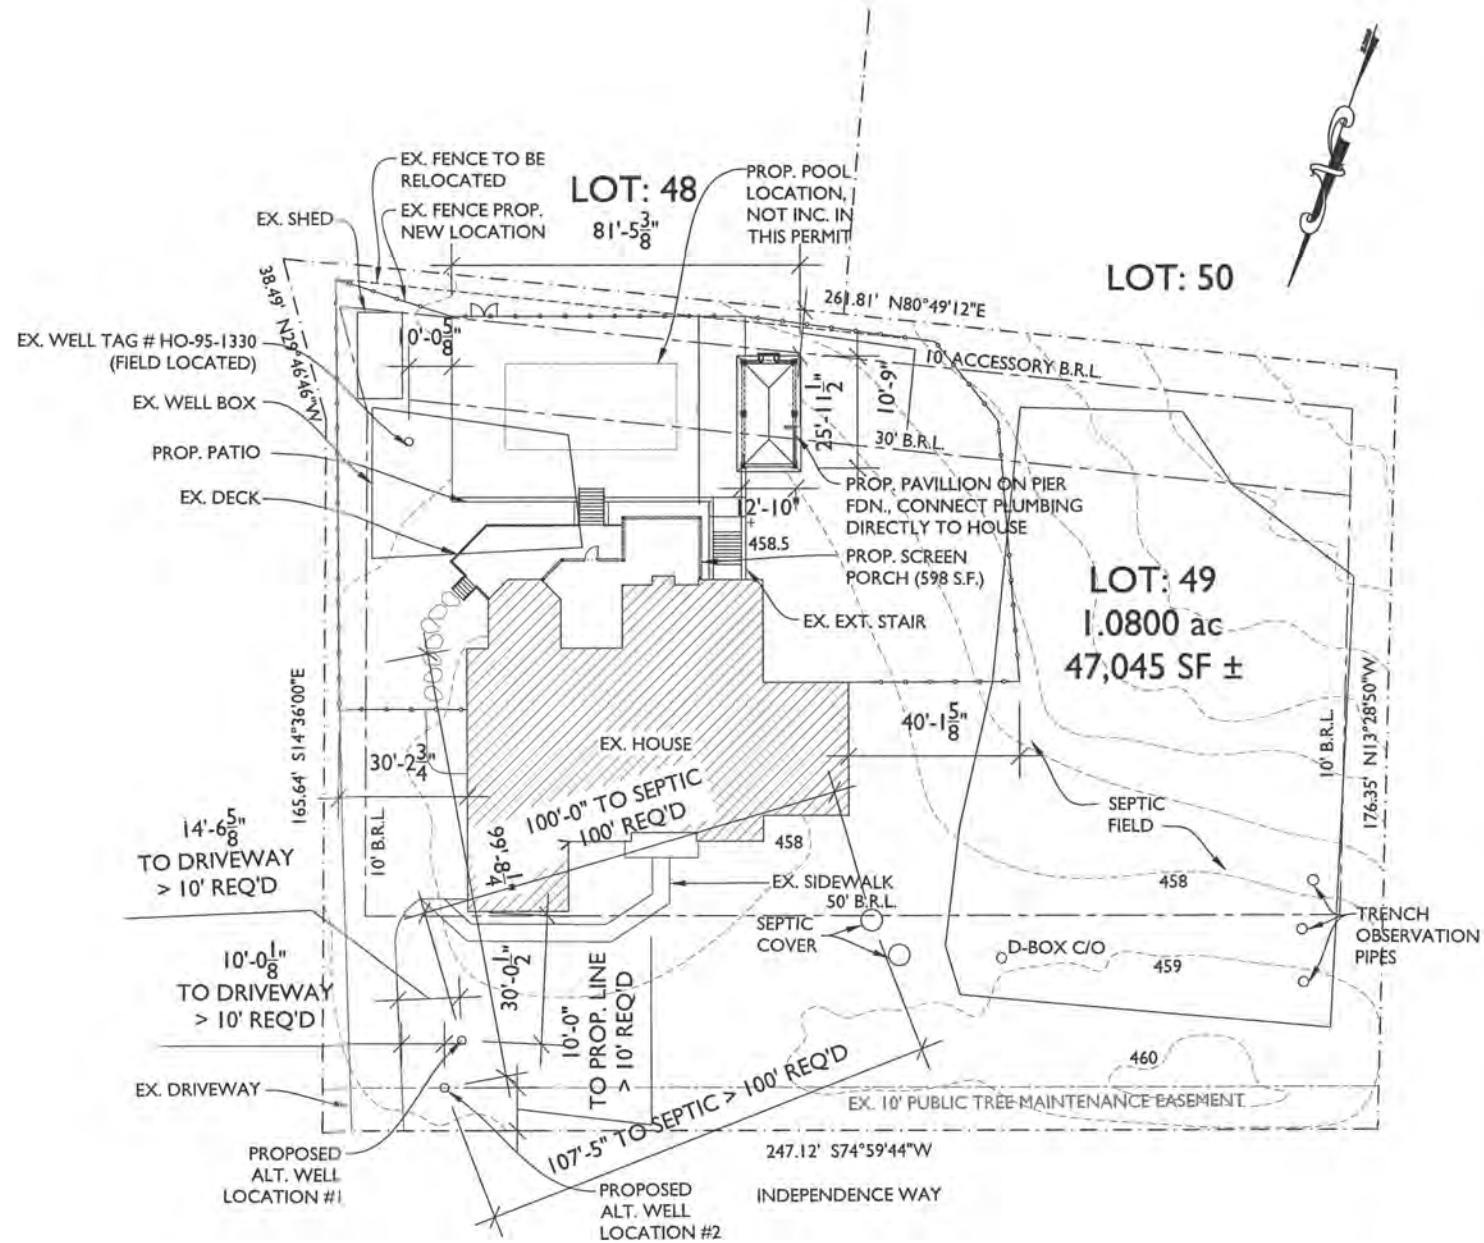 EX. FENCE TO BE
RELOCATED
EX. FENCE PROP.
NEW LOCATION
LOT: 48
81'-5 3/8"
PROP. POOL
LOCATION,
NOT INC. IN
THIS PERMIT
EX. SHED
LOT: 50
38.49' N29°46'46"W
261.81' N80°49'12"E
EX. WELL TAG # HO-95-1330
(FIELD LOCATED)
10'-0 5/8"
10' ACCESSORY B.R.L.
EX. WELL BOX
25'-11 1/2"
10'-9"
30' B.R.L.
PROP. PATIO
EX. DECK
PROP. PAVILLION ON PIER
FDN., CONNECT PLUMBING
DIRECTLY TO HOUSE
12'-10"
458.5
PROP. SCREEN
PORCH (598 S.F.)
LOT: 49
1.0800 ac
47,045 SF ±
EX. EXT. STAIR
165.64' S14°36'00"E
EX. HOUSE
40'-1 5/8"
10' B.R.L.
176.35' N13°28'50"W
30'-2 3/4"
100'-0" TO SEPTIC
100' REQ'D
SEPTIC
FIELD
14'-6 5/8"
TO DRIVEWAY
> 10' REQ'D
10' B.R.L.
99'-8 1/4"
458
458
EX. SIDEWALK
50' B.R.L.
SEPTIC
COVER
D-BOX C/O
459
TRENCH
OBSERVATION
PIPES
10'-0 1/8"
TO DRIVEWAY
> 10' REQ'D
30'-0 1/2"
10'-0"
TO PROP. LINE
> 10' REQ'D
460
EX. DRIVEWAY
107'-5" TO SEPTIC > 100' REQ'D
EX. 10' PUBLIC TREE MAINTENANCE EASEMENT
PROPOSED
ALT. WELL
LOCATION #1
247.12' S74°59'44"W
PROPOSED
ALT. WELL
LOCATION #2
INDEPENDENCE WAY